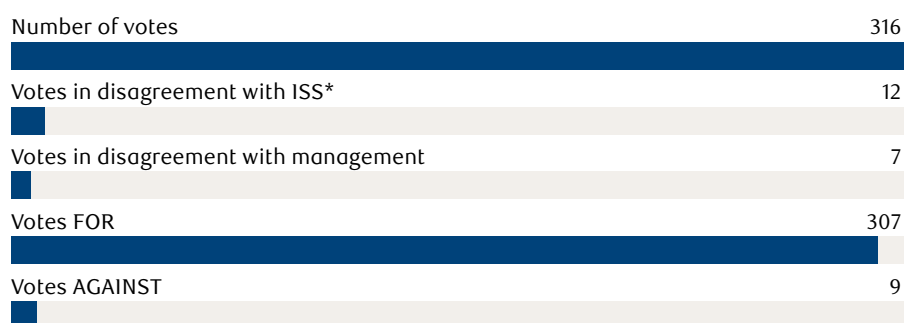 Number of votes 316
Votes in disagreement with ISS* 12
Votes in disagreement with management 7
Votes FOR 307
Votes AGAINST 9